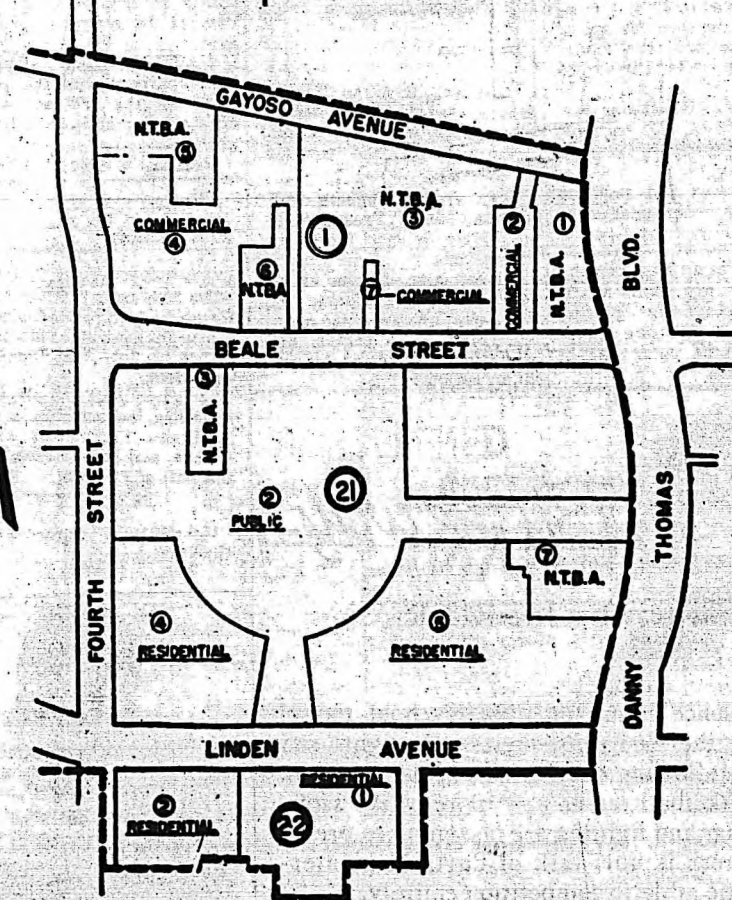 GAYOSO AVENUE
N.T.B.A.
5
COMMERCIAL
4
6
N.T.B.A.
1
N.T.B.A.
3
7
COMMERCIAL
2
COMMERCIAL
1
N.T.B.A.
BLVD.
BEALE STREET
N.T.B.A.
2
PUBLIC
21
FOURTH STREET
THOMAS
7
N.T.B.A.
4
RESIDENTIAL
RESIDENTIAL
DANNY
LINDEN AVENUE
2
RESIDENTIAL
22
RESIDENTIAL
1